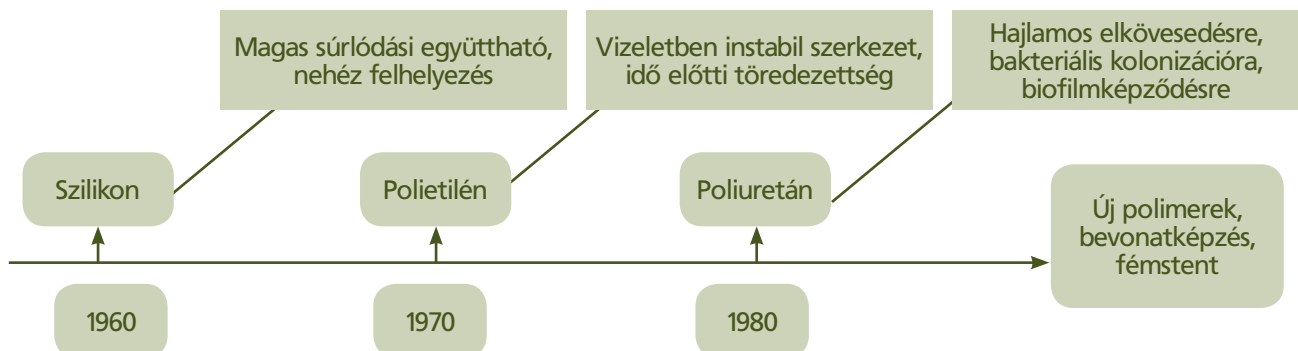 Magas súrlódási együttható,
nehéz felhelyezés
Vizeletben instabil szerkezet,
idő előtti töredezettség
Hajlamos elkövesedésre,
bakteriális kolonizációra,
biofilmképződésre
Szilikon
Polietilén
Poliuretán
Új polimerek,
bevonatképzés,
fémstent
1960
1970
1980